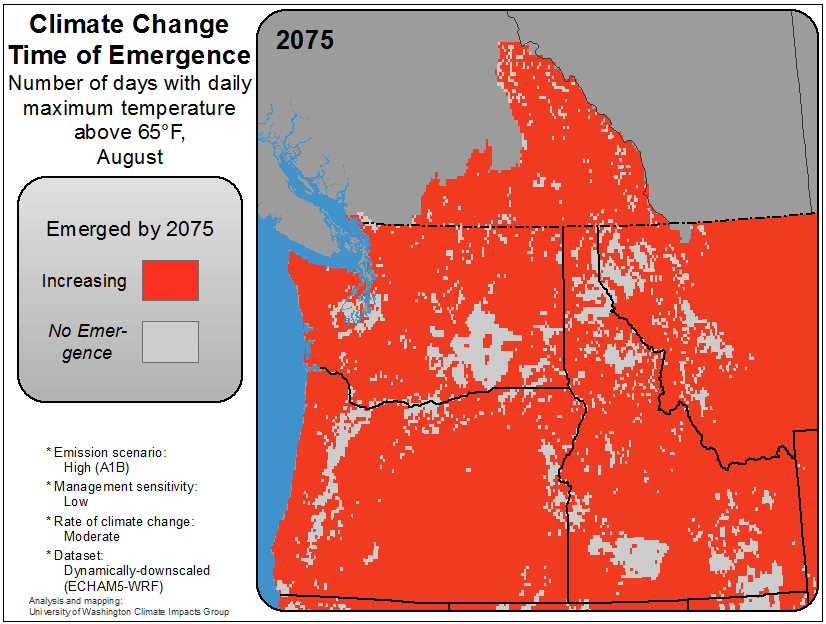 Climate Change
Time of Emergence
Number of days with daily
maximum temperature
above 65°F,
August
2075
Emerged by 2075
Increasing
No Emer-
gence
* Emission scenario:
High (A1B)
* Management sensitivity:
Low
* Rate of climate change:
Moderate
* Dataset:
Dynamically-downscaled
(ECHAM5-WRF)
Analysis and mapping:
University of Washington Climate Impacts Group